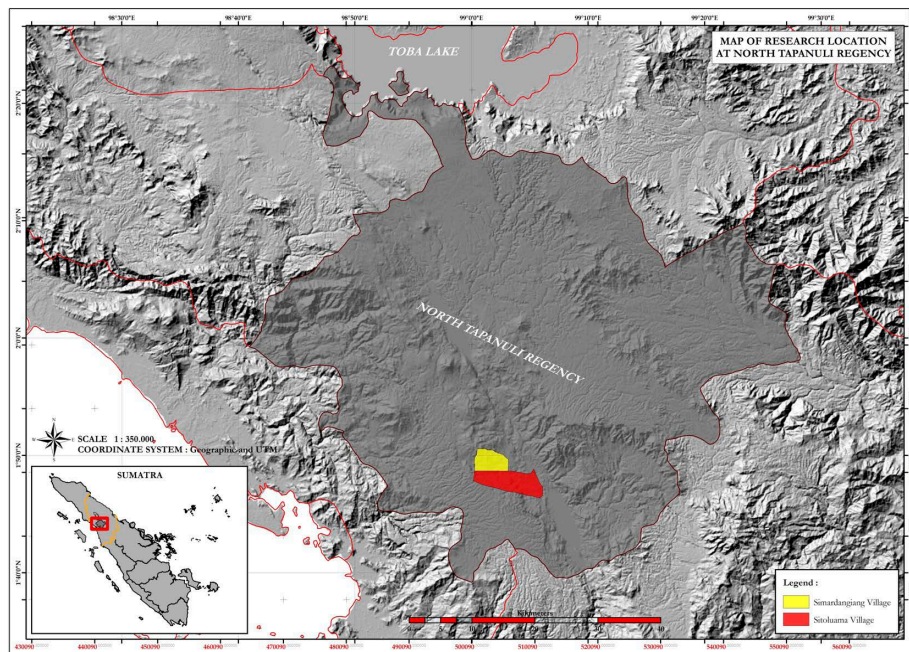 98°30'0"E 98°40'0"E 98°50'0"E 99°0'0"E 99°10'0"E 99°20'0"E 99°30'0"E
TOBA LAKE
MAP OF RESEARCH LOCATION
AT NORTH TAPANULI REGENCY
2°20'0"N
2°10'0"N
2°0'0"N
NORTH TAPANULI REGENCY
SCALE 1 : 350.000
COORDINATE SYSTEM : Geographic and UTM
1°50'0"N
SUMATRA
1°40'0"N
Legend :
Simardangiang Village
Sitoluama Village
Kilometers
430090 440090 460090 470090 480090 490090 500090 510090 520090 530090 540090 550090 560090